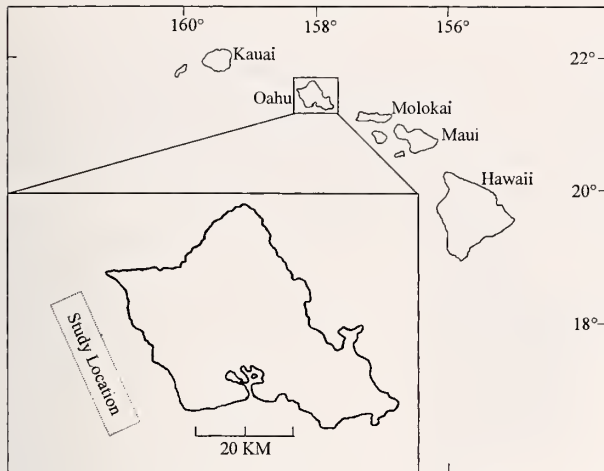 160° 158° 156°
Kauai
22°
Oahu
Molokai
Maui
Hawaii
20°
18°
Study Location
20 KM